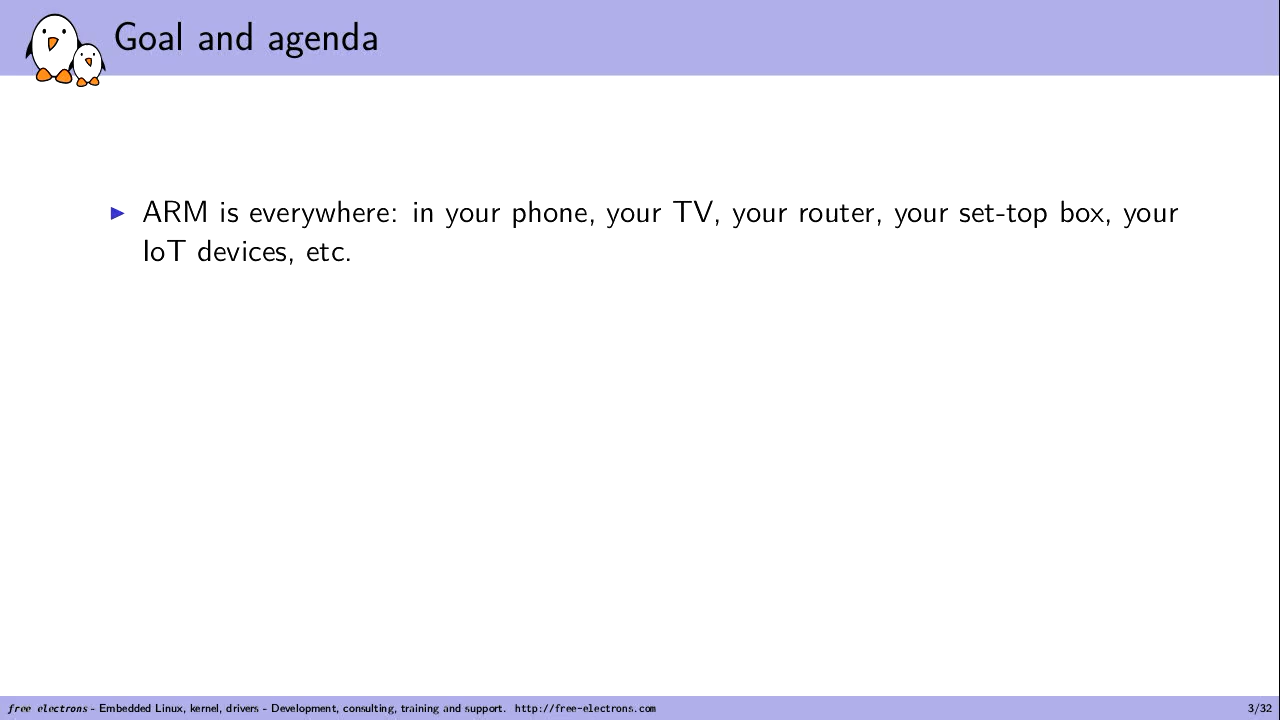 Goal and agenda
▶ ARM is everywhere: in your phone, your TV, your router, your set-top box, your
IoT devices, etc.
free electrons - Embedded Linux, kernel, drivers - Development, consulting, training and support. http://free-electrons.com
3/32